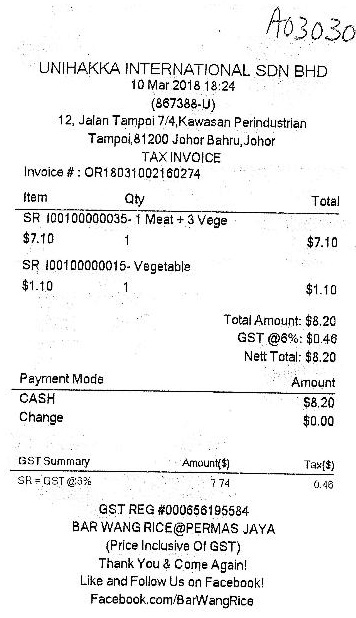 A03030
UNIHAKKA INTERNATIONAL SDN BHD
10 Mar 2018 18:24
(867388-U)
12, Jalan Tampoi 7/4,Kawasan Perindustrian
Tampoi,81200 Johor Bahru,Johor
TAX INVOICE
Invoice # : OR18031002160274
Item Qty Total
SR I00100000035- 1 Meat + 3 Vege
$7.10 1 $7.10
SR I00100000015- Vegetable
$1.10 1 $1.10
Total Amount: $8.20
GST @6%: $0.46
Nett Total: $8.20
Payment Mode Amount
CASH $8.20
Change $0.00
GST Summary Amount($) Tax($)
SR = GST @6% 7.74 0.46
GST REG #000656195584
BAR WANG RICE@PERMAS JAYA
(Price Inclusive Of GST)
Thank You & Come Again!
Like and Follow Us on Facebook!
Facebook.com/BarWangRice